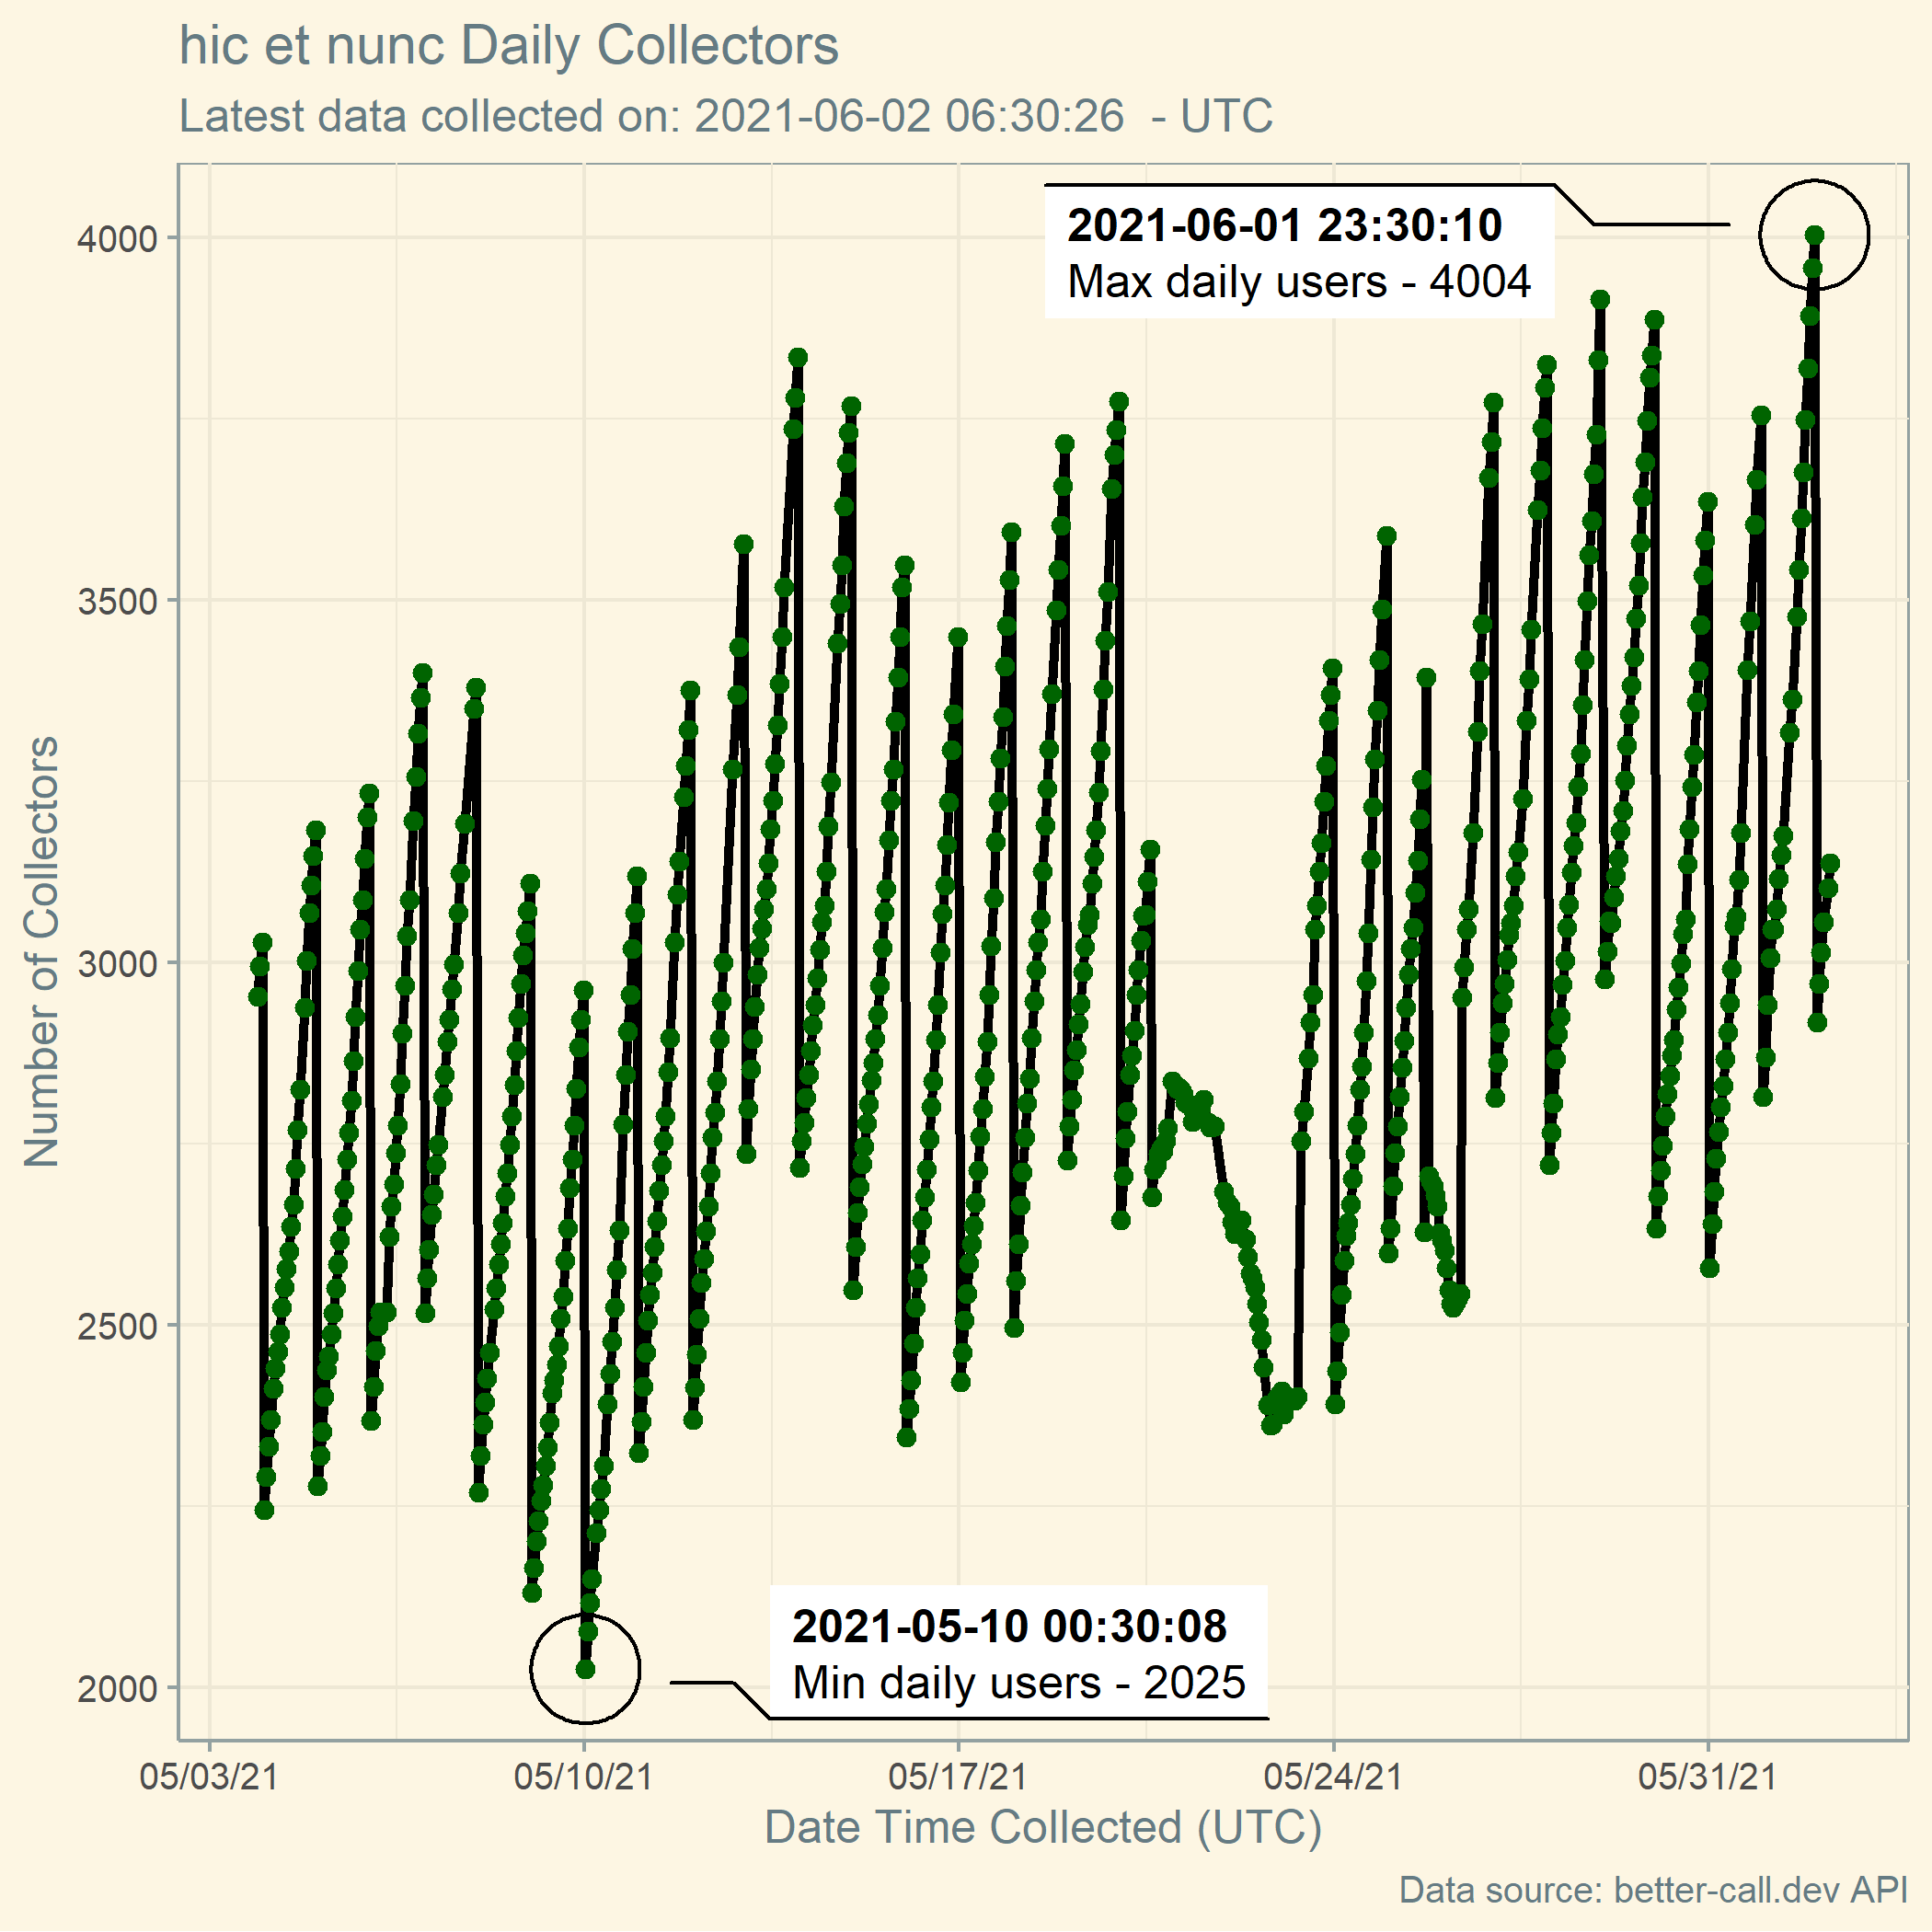 hic et nunc Daily Collectors
Latest data collected on: 2021-06-02 06:30:26  - UTC
2021-06-01 23:30:10
Max daily users - 4004
4000
3500
3000
2500
2000
Number of Collectors
2021-05-10 00:30:08
Min daily users - 2025
05/03/21 05/10/21 05/17/21 05/24/21 05/31/21
Date Time Collected (UTC)
Data source: better-call.dev API